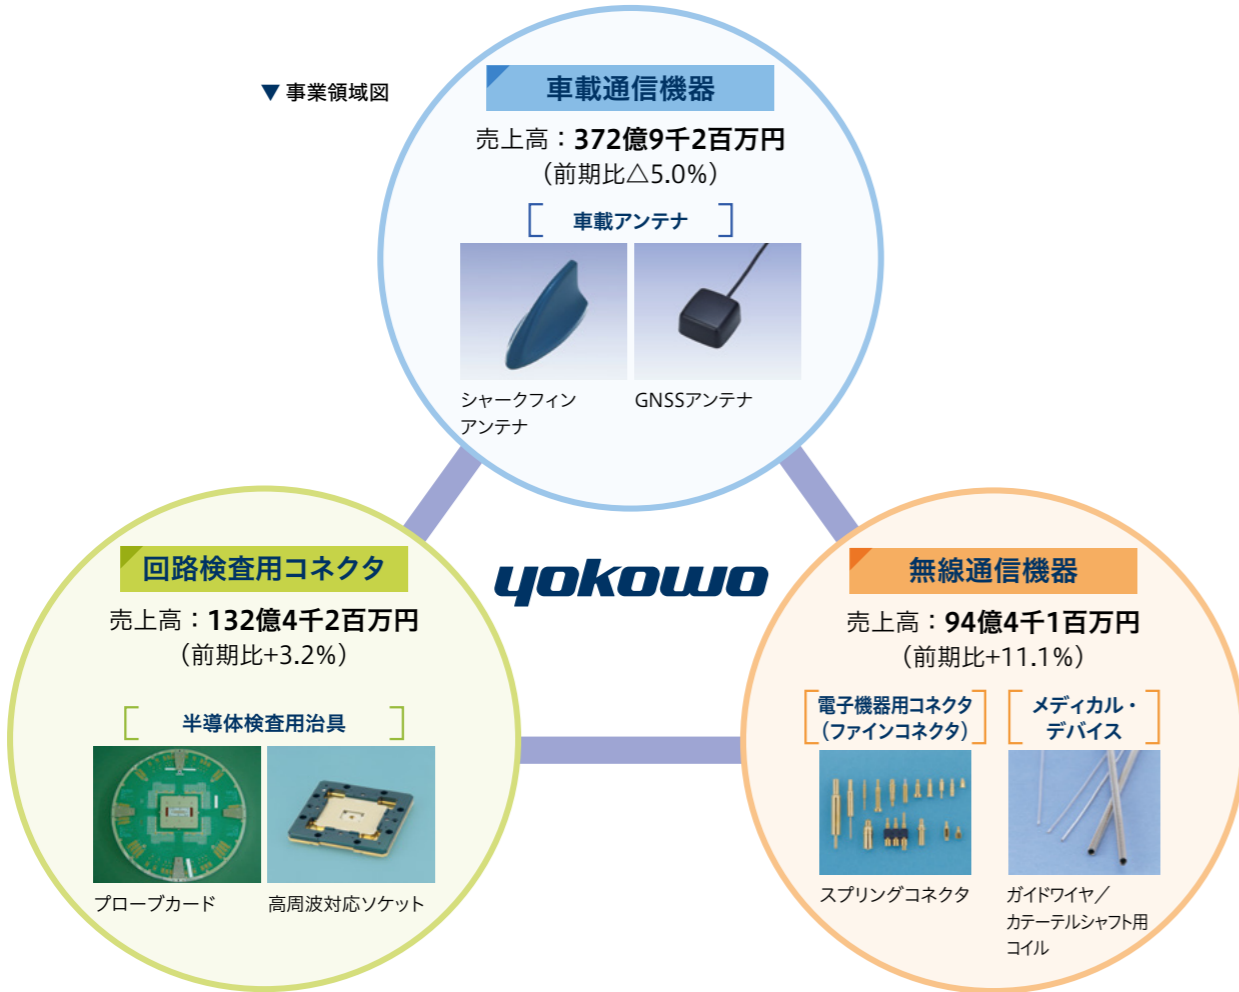 ▼ 事業領域図
車載通信機器
売上高：372億9千2百万円
（前期比△5.0%）
車載アンテナ
シャークフィン
アンテナ
GNSSアンテナ
yokowo
回路検査用コネクタ
売上高：132億4千2百万円
（前期比+3.2%）
半導体検査用治具
プローブカード
高周波対応ソケット
無線通信機器
売上高：94億4千1百万円
（前期比+11.1%）
電子機器用コネクタ
（ファインコネクタ）
メディカル・
デバイス
スプリングコネクタ
ガイドワイヤ／
カテーテルシャフト用
コイル